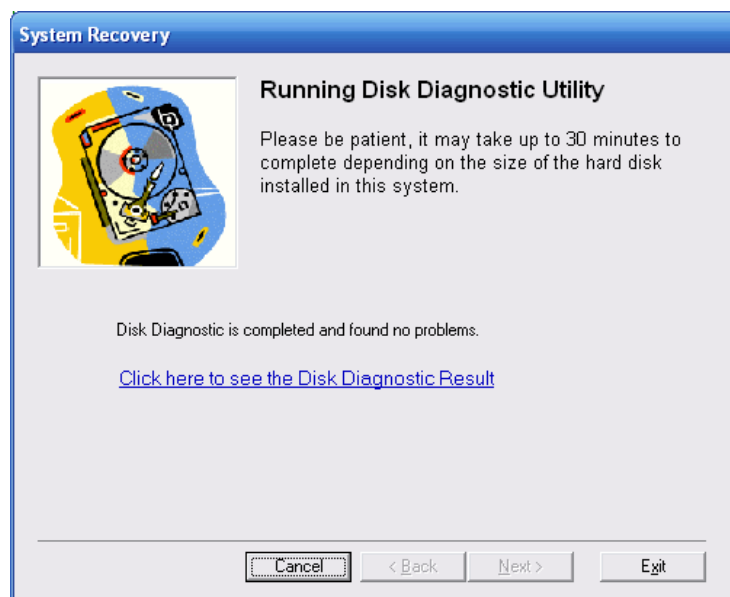 System Recovery
Running Disk Diagnostic Utility
Please be patient, it may take up to 30 minutes to
complete depending on the size of the hard disk
installed in this system.
Disk Diagnostic is completed and found no problems.
Click here to see the Disk Diagnostic Result
Cancel
< Back
Next >
Exit